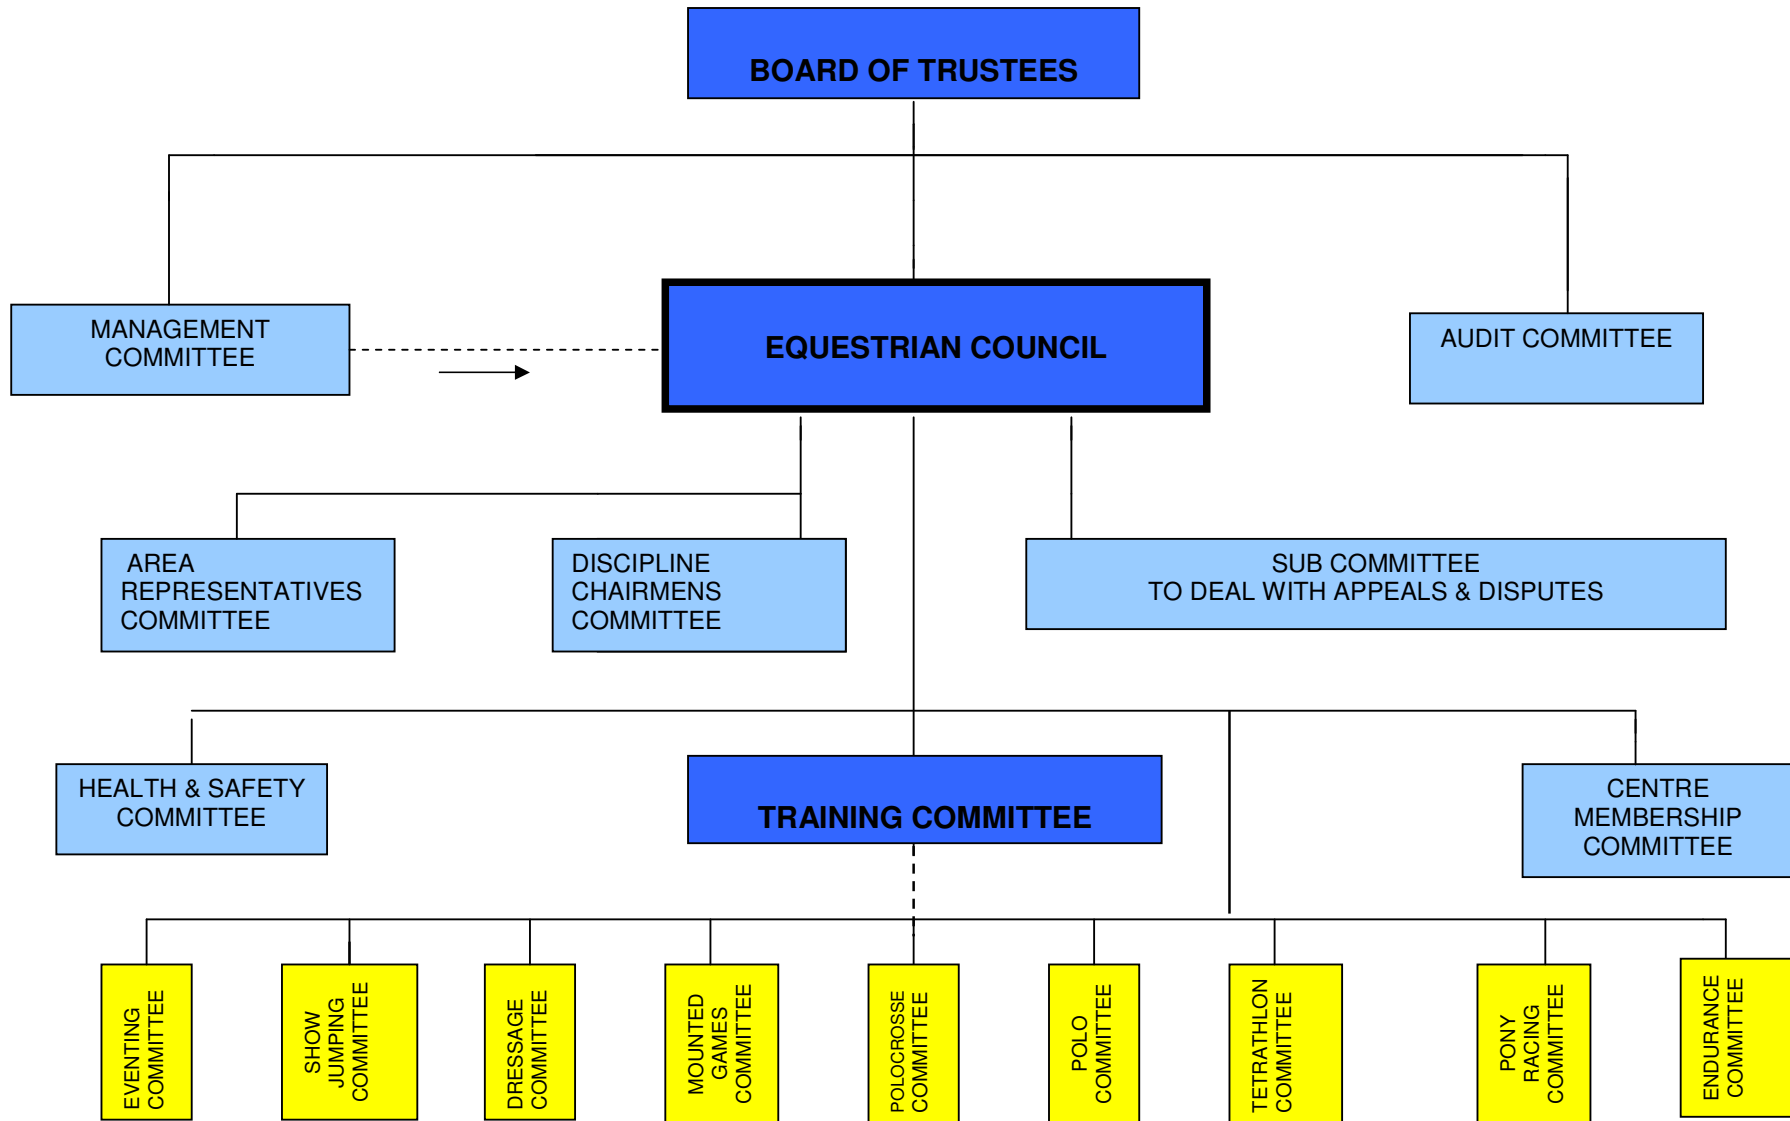 BOARD OF TRUSTEES
MANAGEMENT
COMMITTEE
EQUESTRIAN COUNCIL
AUDIT COMMITTEE
AREA
REPRESENTATIVES
COMMITTEE
DISCIPLINE
CHAIRMENS
COMMITTEE
SUB COMMITTEE
TO DEAL WITH APPEALS & DISPUTES
HEALTH & SAFETY
COMMITTEE
TRAINING COMMITTEE
CENTRE
MEMBERSHIP
COMMITTEE
EVENTING
COMMITTEE
SHOW
JUMPING
COMMITTEE
DRESSAGE
COMMITTEE
MOUNTED
GAMES
COMMITTEE
POLOCROSSE
COMMITTEE
POLO
COMMITTEE
TETRATHLON
COMMITTEE
PONY
RACING
COMMITTEE
ENDURANCE
COMMITTEE